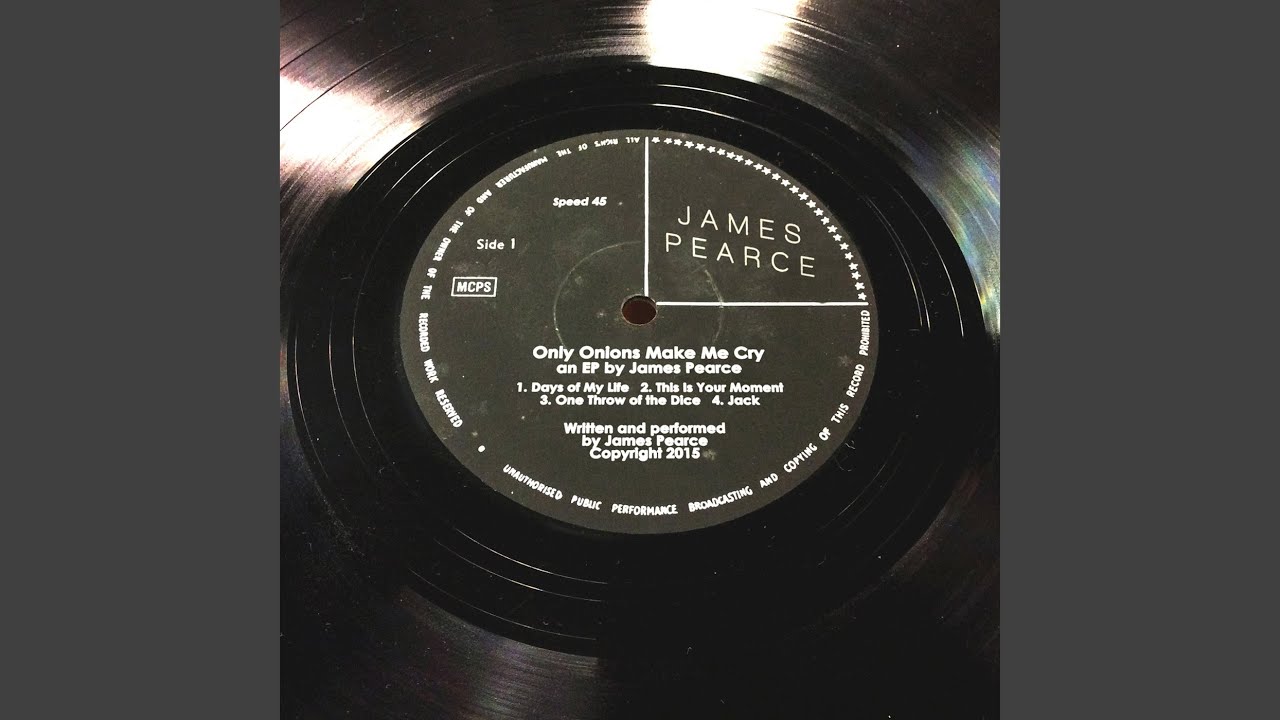 ALL RIGHTS OF THE MANUFACTURER AND OF THE OWNER OF THE RECORDED WORK RESERVED
Speed 45
Side 1
MCPS
JAMES
PEARCE
Only Onions Make Me Cry
an EP by James Pearce
1. Days of My Life 2. This Is Your Moment
3. One Throw of the Dice 4. Jack
Written and performed
by James Pearce
Copyright 2015
UNAUTHORISED PUBLIC PERFORMANCE BROADCASTING AND COPYING OF THIS RECORD PROHIBITED